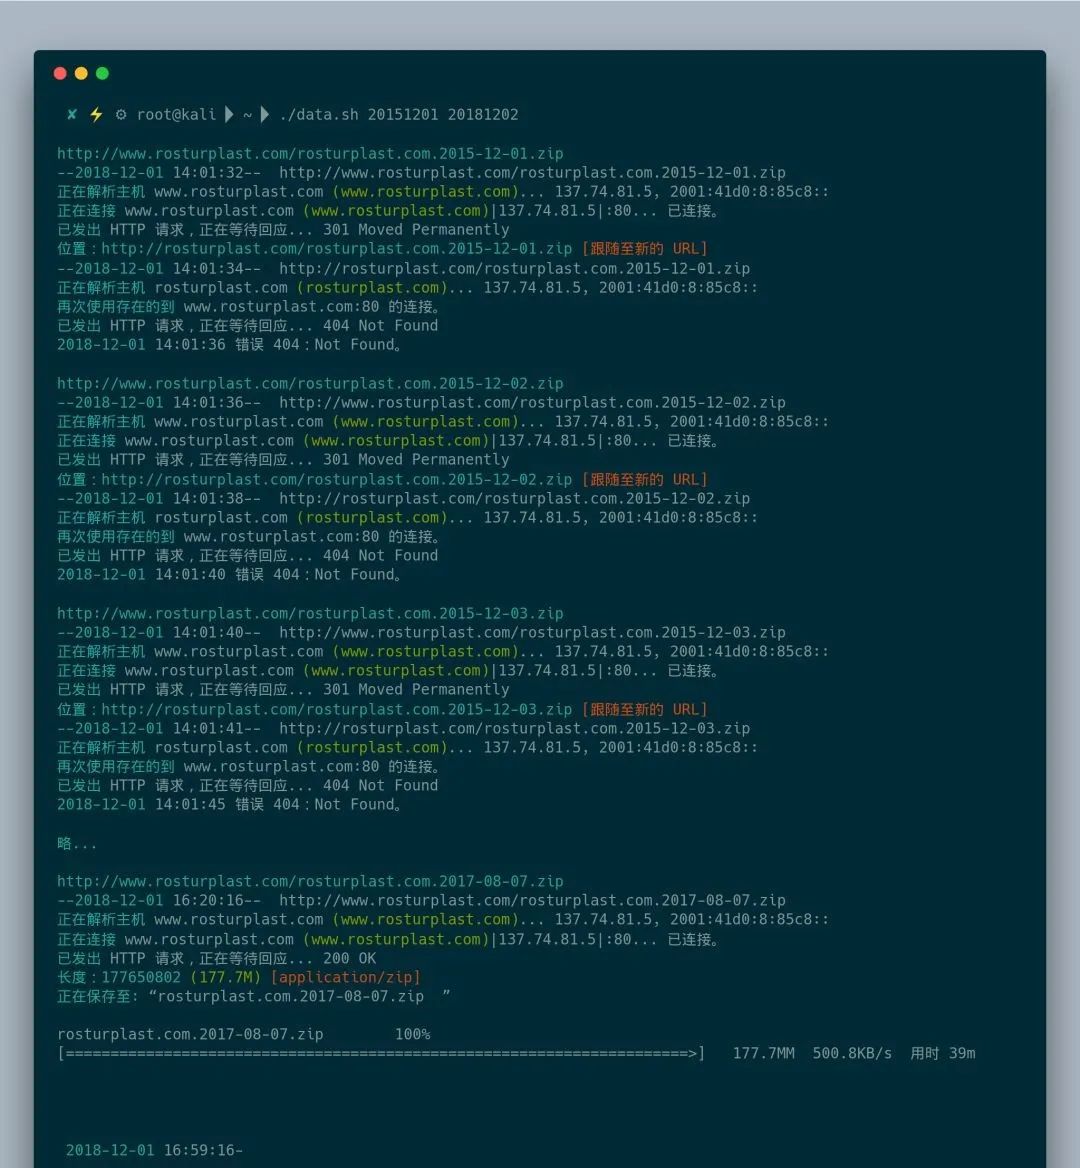 ✘ ⚡ ⚙ root@kali ▶ ~ ▶ ./data.sh 20151201 20181202
http://www.rosturplast.com/rosturplast.com.2015-12-01.zip
--2018-12-01 14:01:32--  http://www.rosturplast.com/rosturplast.com.2015-12-01.zip
正在解析主机 www.rosturplast.com (www.rosturplast.com)... 137.74.81.5, 2001:41d0:8:85c8::
正在连接 www.rosturplast.com (www.rosturplast.com)|137.74.81.5|:80... 已连接。
已发出 HTTP 请求，正在等待回应... 301 Moved Permanently
位置：http://rosturplast.com/rosturplast.com.2015-12-01.zip [跟随至新的 URL]
--2018-12-01 14:01:34--  http://rosturplast.com/rosturplast.com.2015-12-01.zip
正在解析主机 rosturplast.com (rosturplast.com)... 137.74.81.5, 2001:41d0:8:85c8::
再次使用存在的到 www.rosturplast.com:80 的连接。
已发出 HTTP 请求，正在等待回应... 404 Not Found
2018-12-01 14:01:36 错误 404：Not Found。
http://www.rosturplast.com/rosturplast.com.2015-12-02.zip
--2018-12-01 14:01:36--  http://www.rosturplast.com/rosturplast.com.2015-12-02.zip
正在解析主机 www.rosturplast.com (www.rosturplast.com)... 137.74.81.5, 2001:41d0:8:85c8::
正在连接 www.rosturplast.com (www.rosturplast.com)|137.74.81.5|:80... 已连接。
已发出 HTTP 请求，正在等待回应... 301 Moved Permanently
位置：http://rosturplast.com/rosturplast.com.2015-12-02.zip [跟随至新的 URL]
--2018-12-01 14:01:38--  http://rosturplast.com/rosturplast.com.2015-12-02.zip
正在解析主机 rosturplast.com (rosturplast.com)... 137.74.81.5, 2001:41d0:8:85c8::
再次使用存在的到 www.rosturplast.com:80 的连接。
已发出 HTTP 请求，正在等待回应... 404 Not Found
2018-12-01 14:01:40 错误 404：Not Found。
http://www.rosturplast.com/rosturplast.com.2015-12-03.zip
--2018-12-01 14:01:40--  http://www.rosturplast.com/rosturplast.com.2015-12-03.zip
正在解析主机 www.rosturplast.com (www.rosturplast.com)... 137.74.81.5, 2001:41d0:8:85c8::
正在连接 www.rosturplast.com (www.rosturplast.com)|137.74.81.5|:80... 已连接。
已发出 HTTP 请求，正在等待回应... 301 Moved Permanently
位置：http://rosturplast.com/rosturplast.com.2015-12-03.zip [跟随至新的 URL]
--2018-12-01 14:01:41--  http://rosturplast.com/rosturplast.com.2015-12-03.zip
正在解析主机 rosturplast.com (rosturplast.com)... 137.74.81.5, 2001:41d0:8:85c8::
再次使用存在的到 www.rosturplast.com:80 的连接。
已发出 HTTP 请求，正在等待回应... 404 Not Found
2018-12-01 14:01:45 错误 404：Not Found。
略...
http://www.rosturplast.com/rosturplast.com.2017-08-07.zip
--2018-12-01 16:20:16--  http://www.rosturplast.com/rosturplast.com.2017-08-07.zip
正在解析主机 www.rosturplast.com (www.rosturplast.com)... 137.74.81.5, 2001:41d0:8:85c8::
正在连接 www.rosturplast.com (www.rosturplast.com)|137.74.81.5|:80... 已连接。
已发出 HTTP 请求，正在等待回应... 200 OK
长度：177650802 (177.7M) [application/zip]
正在保存至: “rosturplast.com.2017-08-07.zip  ”
rosturplast.com.2017-08-07.zip        100%
[======================================================================>]   177.7MM  500.8KB/s  用时 39m
2018-12-01 16:59:16-